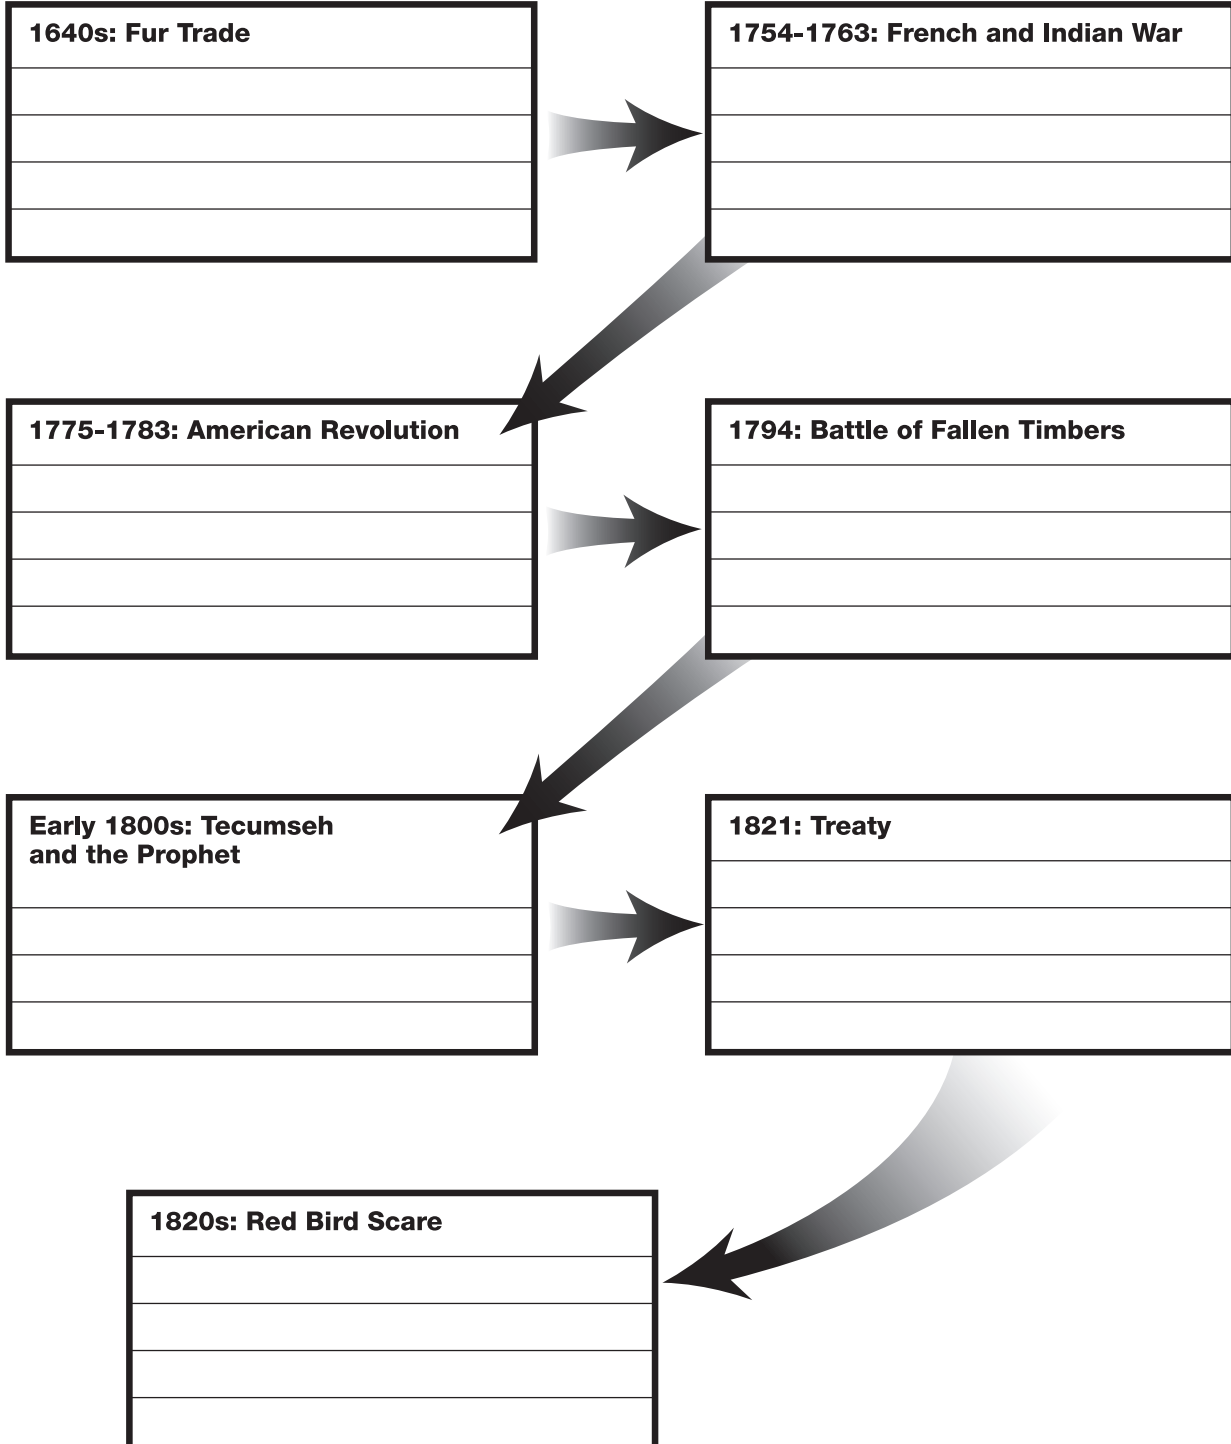 1640s: Fur Trade
1754-1763: French and Indian War
1775-1783: American Revolution
1794: Battle of Fallen Timbers
Early 1800s: Tecumseh
and the Prophet
1821: Treaty
1820s: Red Bird Scare